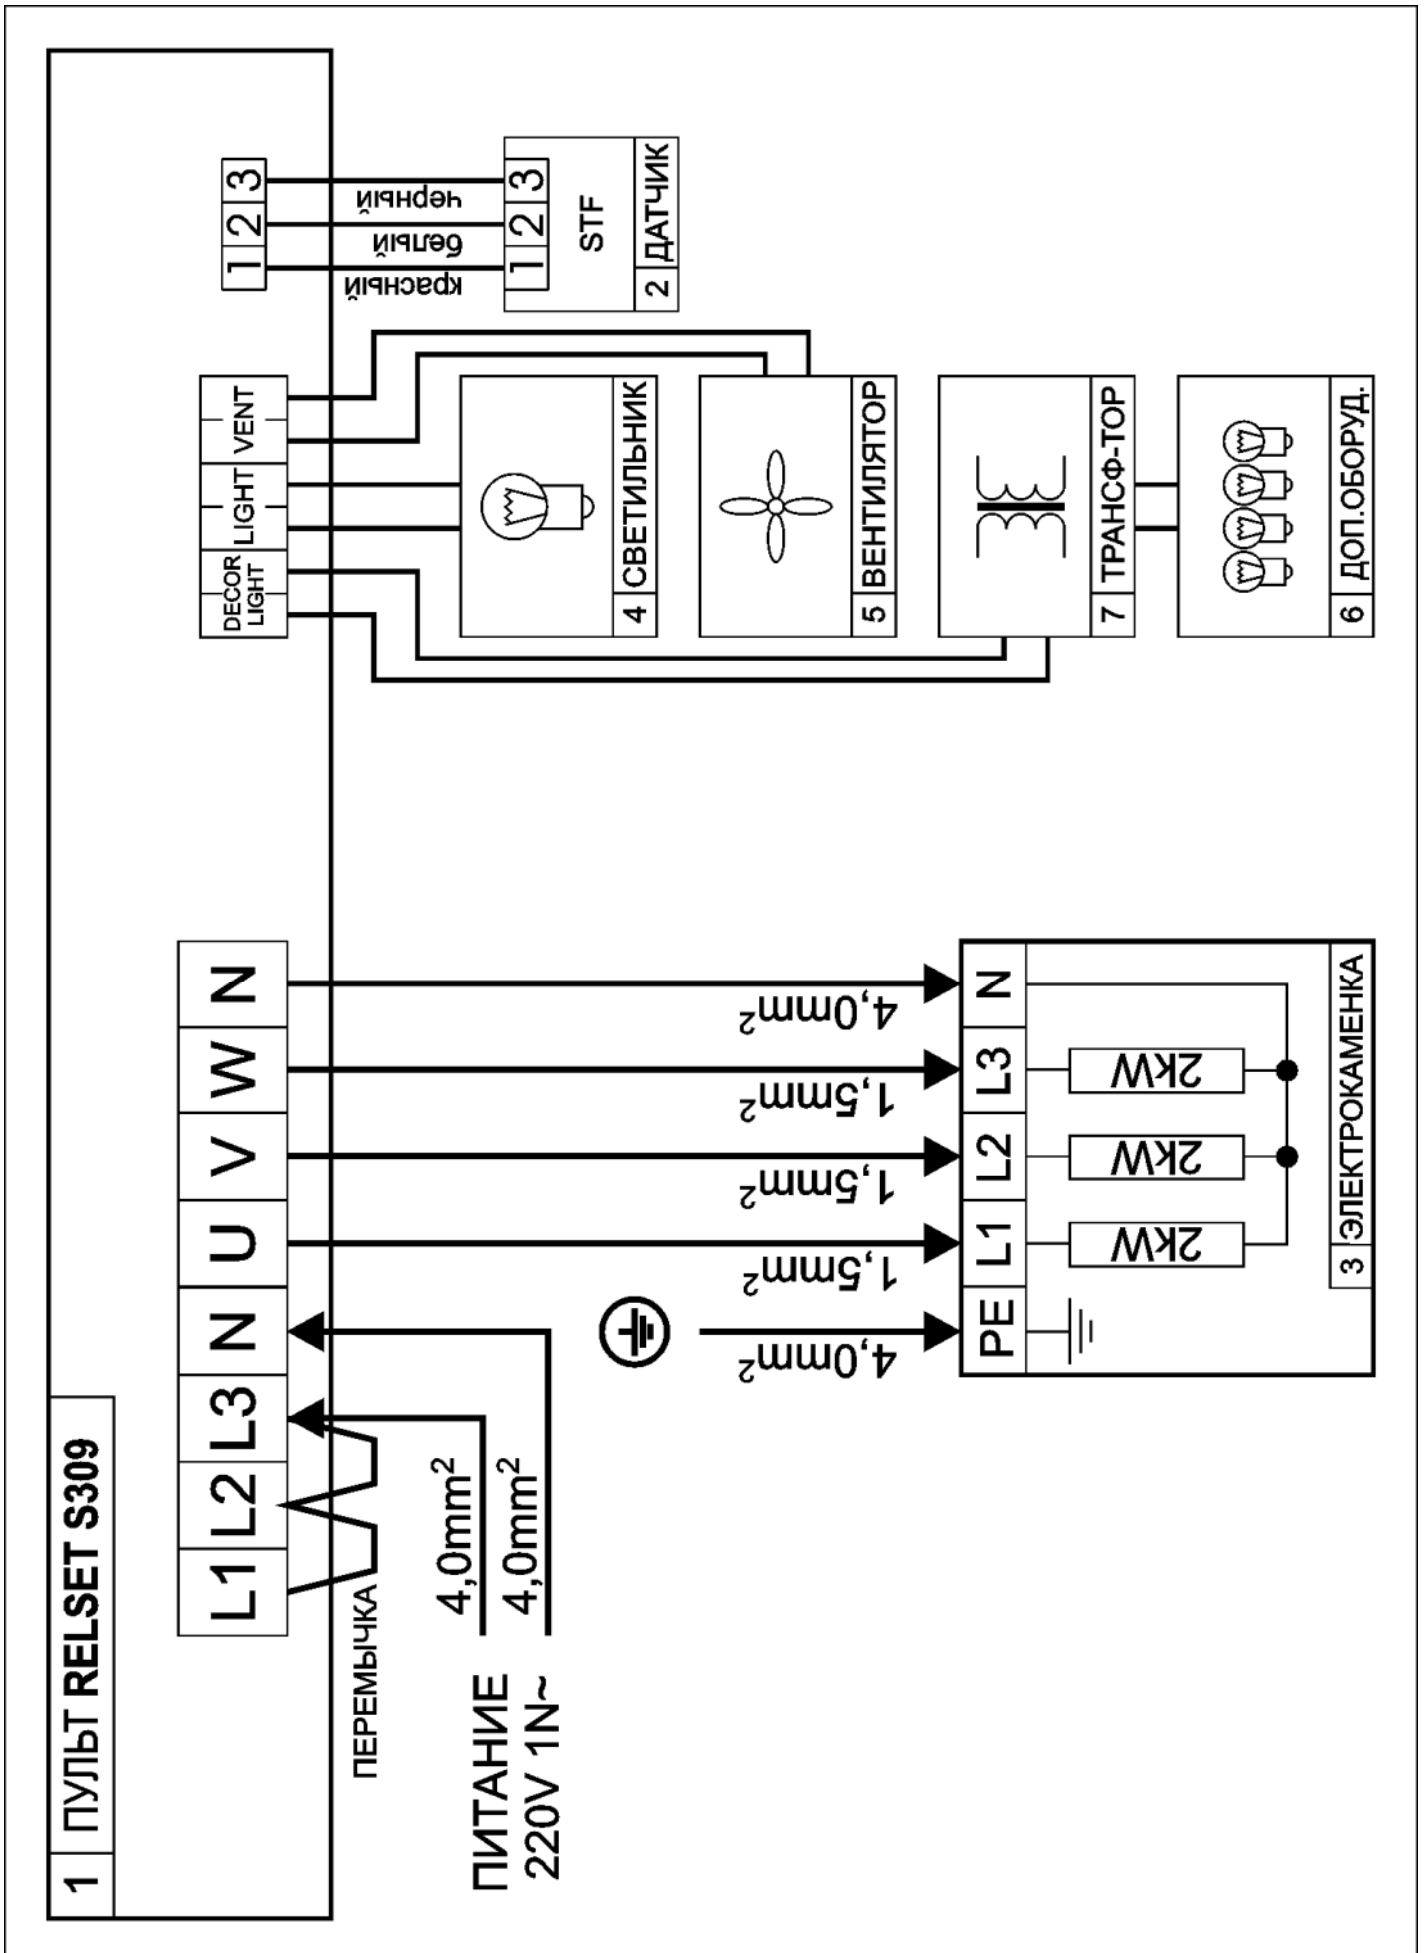 1 ПУЛЬТ RELSET S309
L1 L2 L3 N U V W N
DECOR LIGHT
LIGHT
VENT
1 2 3
ПЕРЕМЫЧКА
ПИТАНИЕ
220V 1N~
4,0mm²
4,0mm²
4,0mm²
1,5mm²
1,5mm²
1,5mm²
4,0mm²
красный
белый
черный
1 2 3
STF
2 ДАТЧИК
4 СВЕТИЛЬНИК
5 ВЕНТИЛЯТОР
7 ТРАНСФ-ТОР
6 ДОП.ОБОРУД.
PE L1 L2 L3 N
2kW
2kW
2kW
3 ЭЛЕКТРОКАМЕНКА